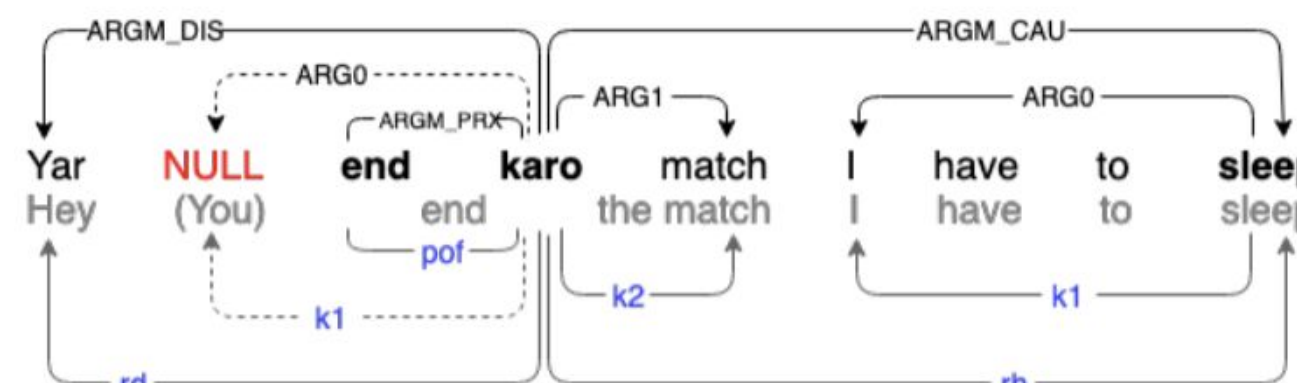 ARGM_DIS ARGM_CAU
ARG0 ARG1 ARG0
ARGM_PRX
Yar NULL end karo match I have to
Hey (You) end the match I have to
pof
k2 k1
k1